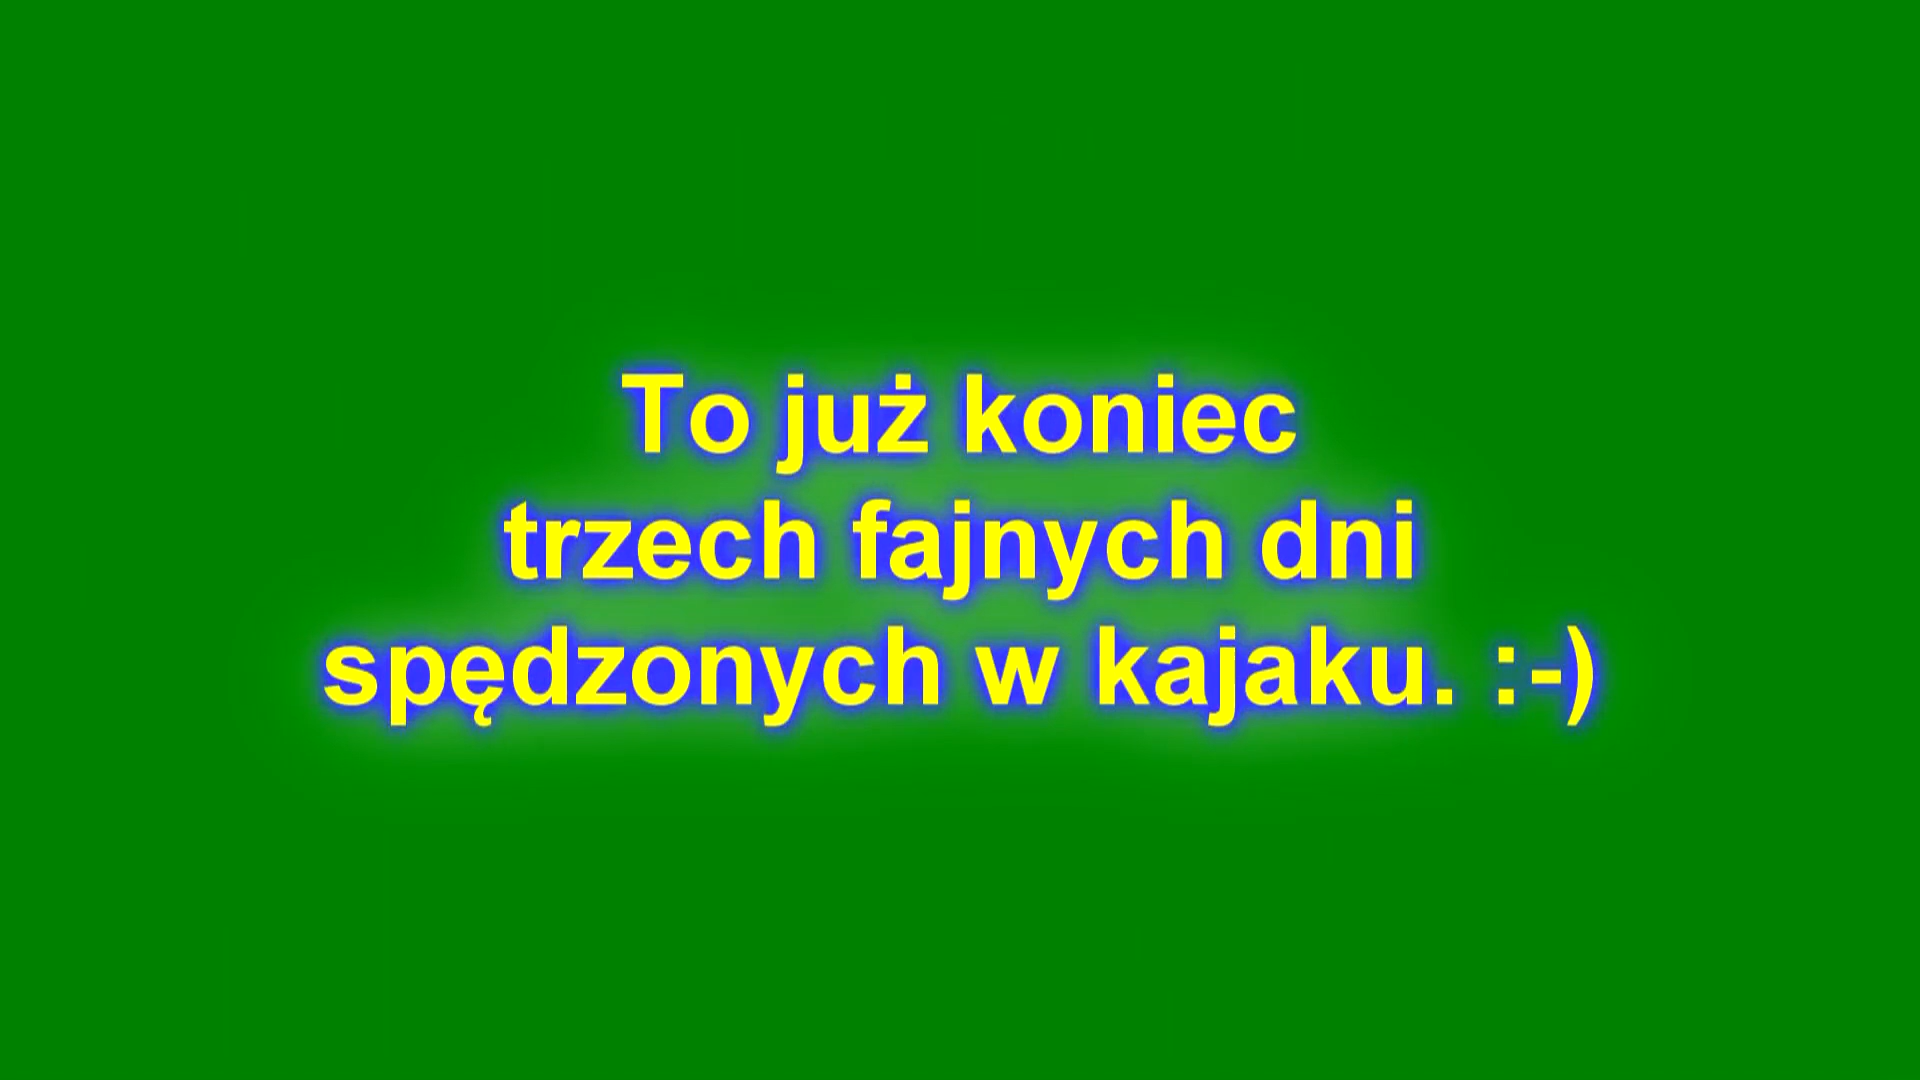 To już koniec
trzech fajnych dni
spędzonych w kajaku. :-)